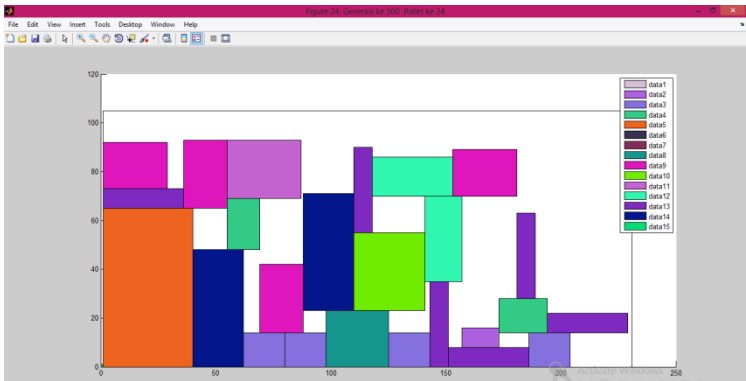 Figure 24: Generasi ke 500 Pallet ke 24
File Edit View Insert Tools Desktop Window Help
120
100
80
60
40
20
0
0 50 100 150 200 250
data1
data2
data3
data4
data5
data6
data7
data8
data9
data10
data11
data12
data13
data14
data15
Activate Windows